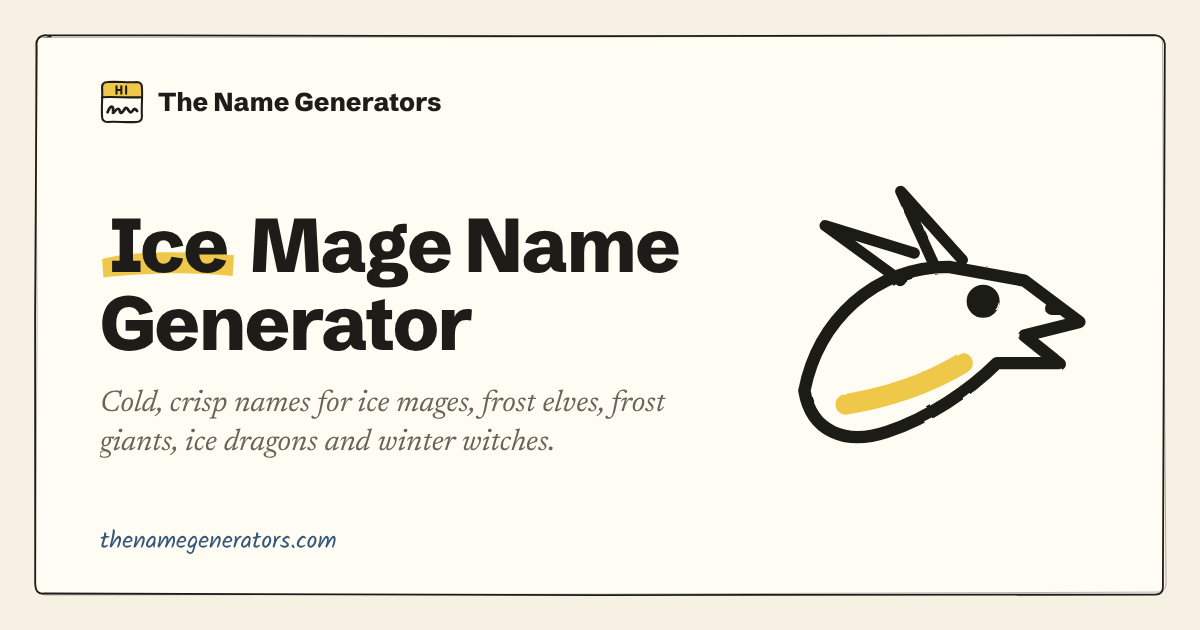 HI
The Name Generators
Ice Mage Name
Generator
Cold, crisp names for ice mages, frost elves, frost
giants, ice dragons and winter witches.
thenamegenerators.com